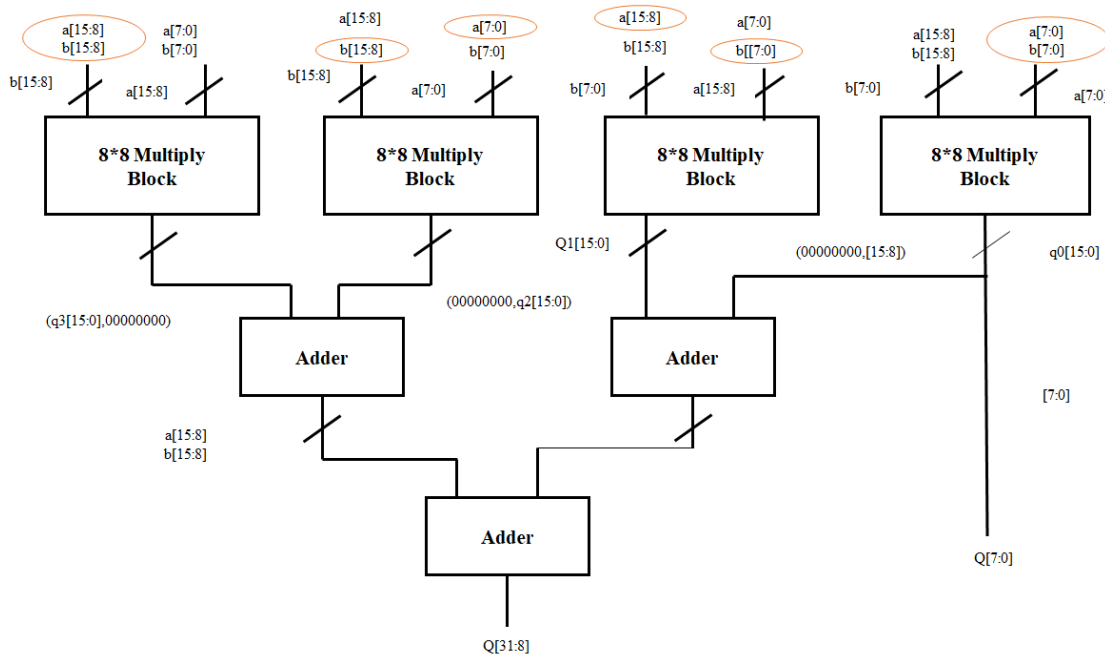 a[15:8]
b[15:8]
a[7:0]
b[7:0]
b[15:8]
a[15:8]
a[15:8]
b[15:8]
a[7:0]
b[7:0]
b[15:8]
a[7:0]
a[15:8]
b[15:8]
a[7:0]
b[[7:0]
b[7:0]
a[15:8]
a[15:8]
b[15:8]
a[7:0]
b[7:0]
b[7:0]
a[7:0]
8*8 Multiply
Block
8*8 Multiply
Block
8*8 Multiply
Block
8*8 Multiply
Block
Q1[15:0]
(00000000,[15:8])
q0[15:0]
(q3[15:0],00000000)
(00000000,q2[15:0])
Adder
Adder
[7:0]
a[15:8]
b[15:8]
Adder
Q[7:0]
Q[31:8]